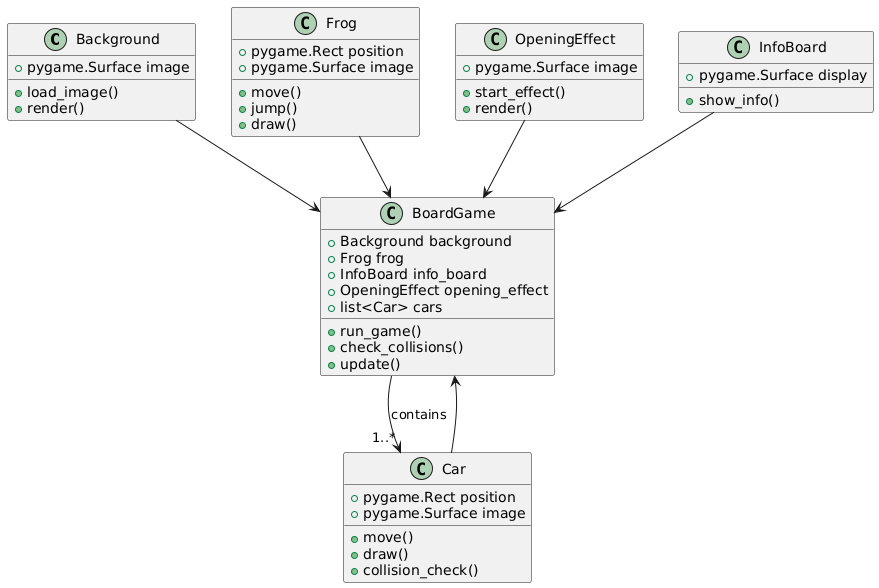 C Background
pygame.Surface image
load_image()
render()
C Frog
pygame.Rect position
pygame.Surface image
move()
jump()
draw()
C OpeningEffect
pygame.Surface image
start_effect()
render()
C InfoBoard
pygame.Surface display
show_info()
C BoardGame
Background background
Frog frog
InfoBoard info_board
OpeningEffect opening_effect
list<Car> cars
run_game()
check_collisions()
update()
contains
1..*
C Car
pygame.Rect position
pygame.Surface image
move()
draw()
collision_check()